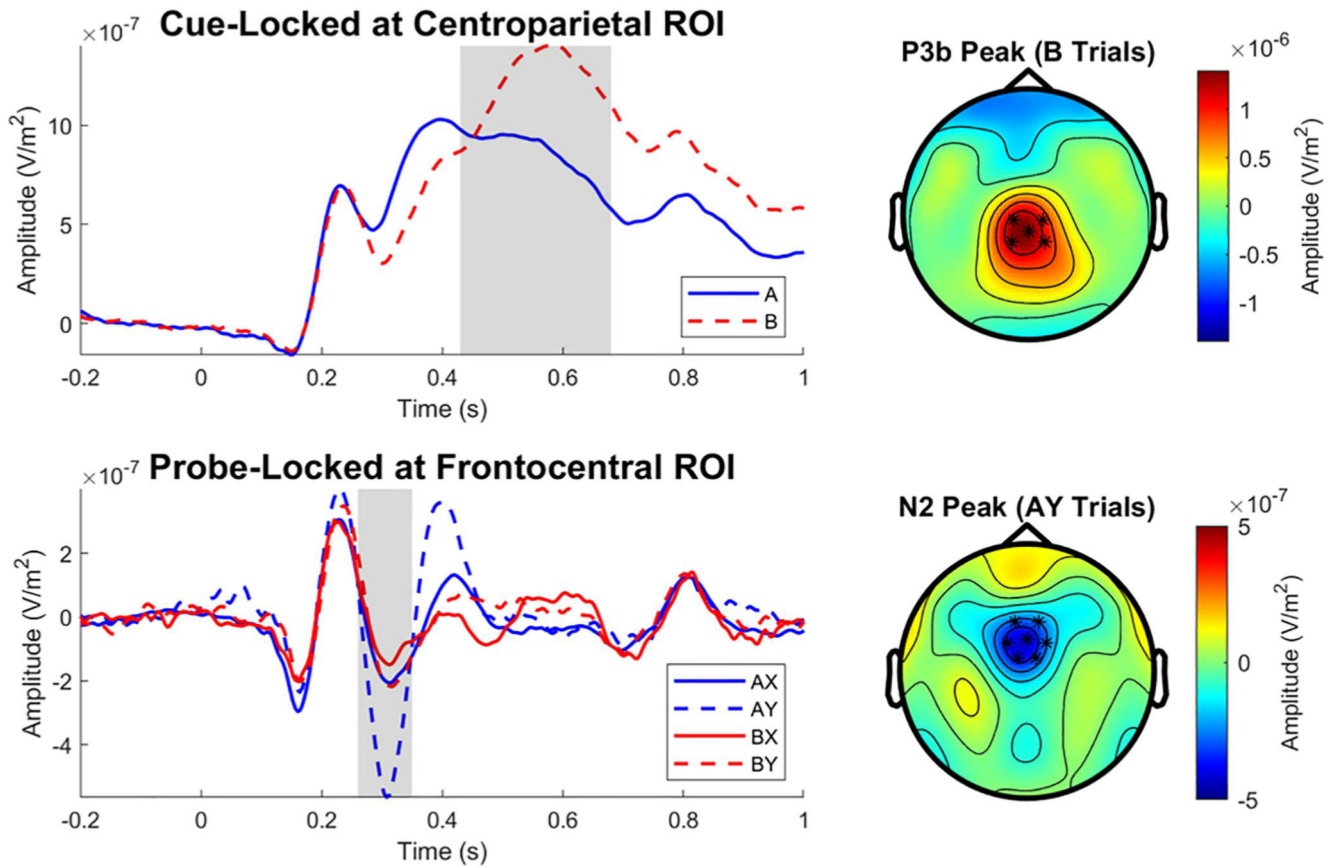 Cue-Locked at Centroparietal ROI
×10⁻⁷
10
5
0
Amplitude (V/m²)
A
B
-0.2 0 0.2 0.4 0.6 0.8 1
Time (s)
P3b Peak (B Trials)
×10⁻⁶
1
0.5
0
-0.5
-1
Amplitude (V/m²)
Probe-Locked at Frontocentral ROI
×10⁻⁷
2
0
-2
-4
Amplitude (V/m²)
AX
AY
BX
BY
-0.2 0 0.2 0.4 0.6 0.8 1
Time (s)
N2 Peak (AY Trials)
×10⁻⁷
5
0
-5
Amplitude (V/m²)